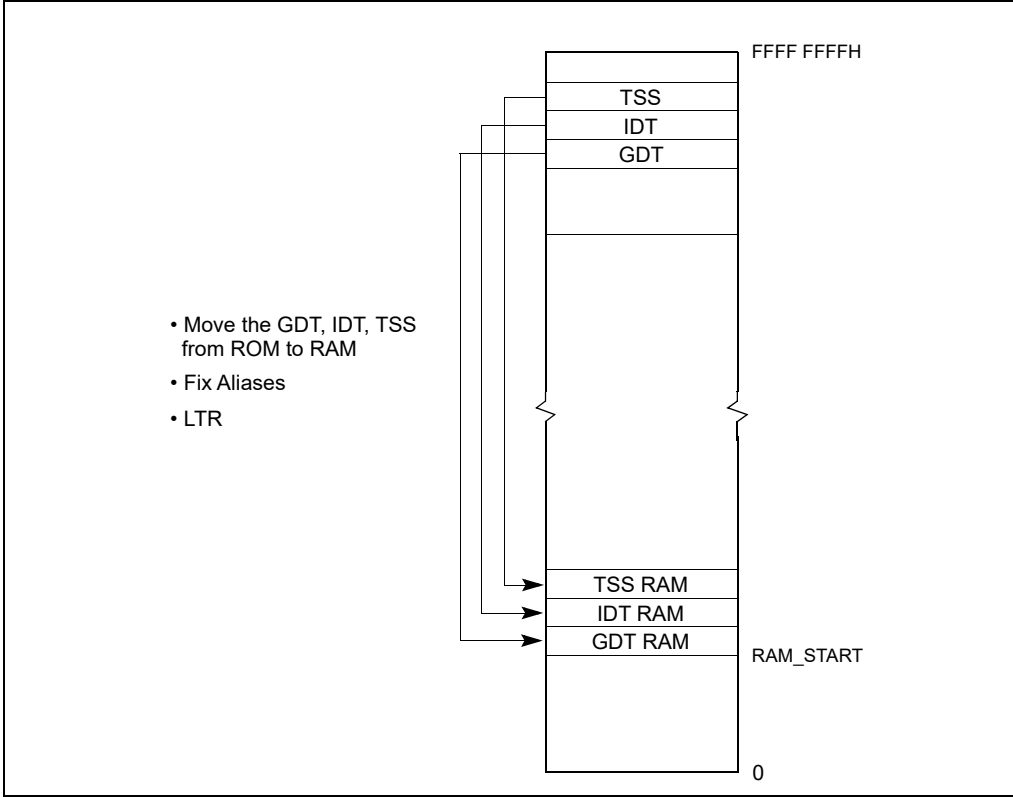 FFFF FFFFH
TSS
IDT
GDT
• Move the GDT, IDT, TSS
from ROM to RAM
• Fix Aliases
• LTR
TSS RAM
IDT RAM
GDT RAM
RAM_START
0